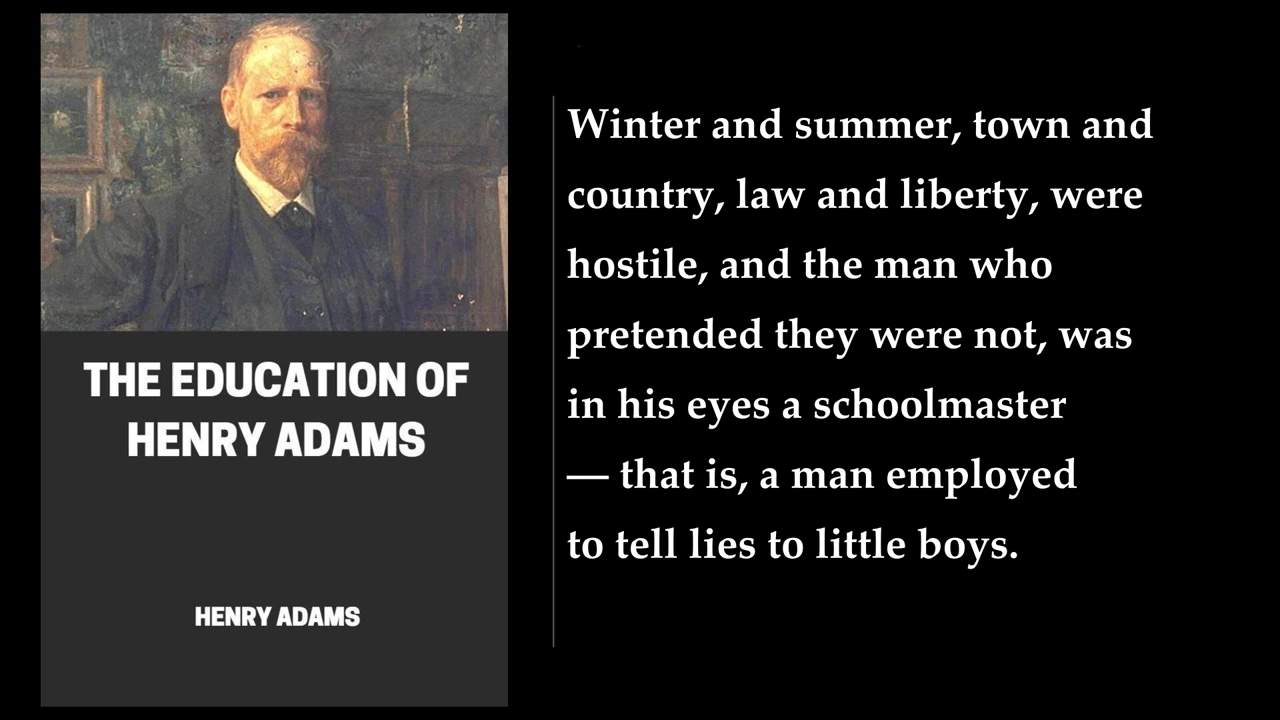 THE EDUCATION OF
HENRY ADAMS
HENRY ADAMS
Winter and summer, town and
country, law and liberty, were
hostile, and the man who
pretended they were not, was
in his eyes a schoolmaster
— that is, a man employed
to tell lies to little boys.